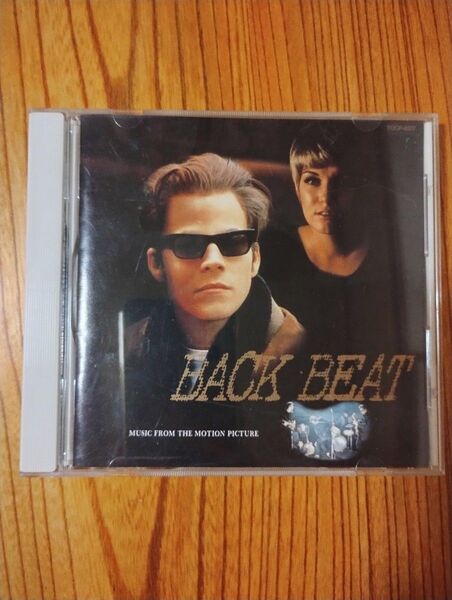 BACK BEAT
MUSIC FROM THE MOTION PICTURE